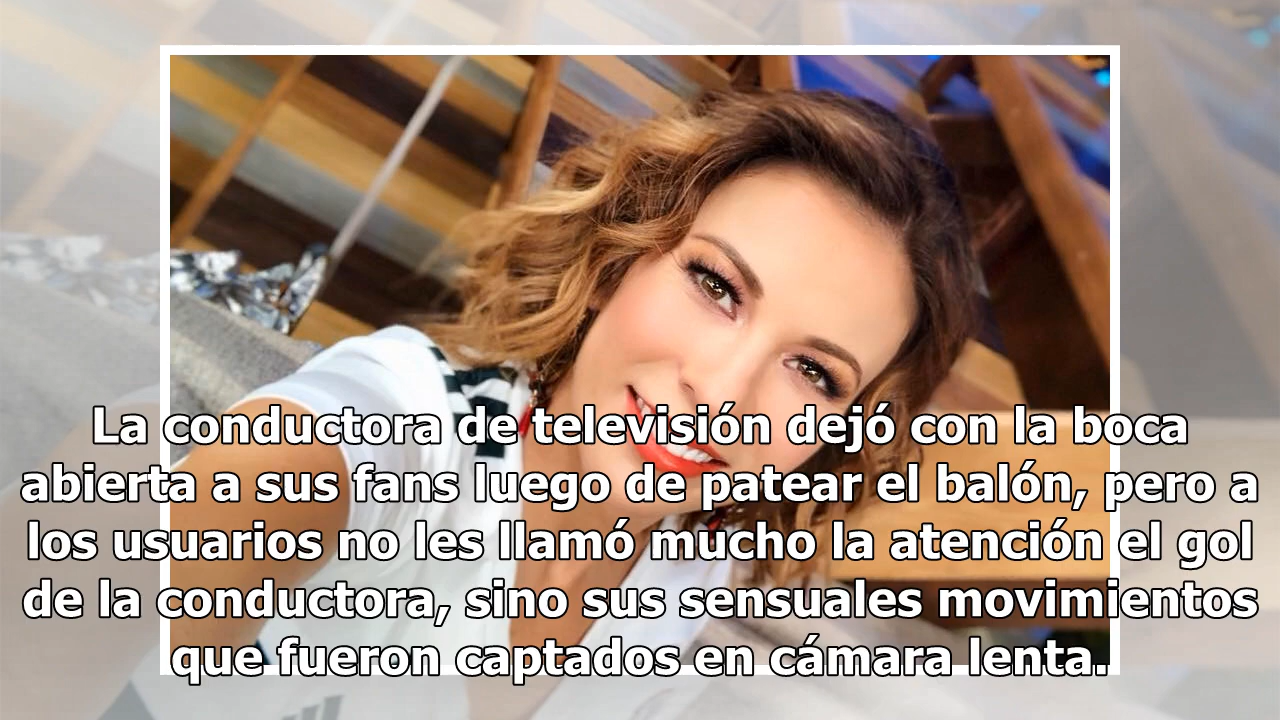 La conductora de televisión dejó con la boca
abierta a sus fans luego de patear el balón, pero a
los usuarios no les llamó mucho la atención el gol
de la conductora, sino sus sensuales movimientos
que fueron captados en cámara lenta.